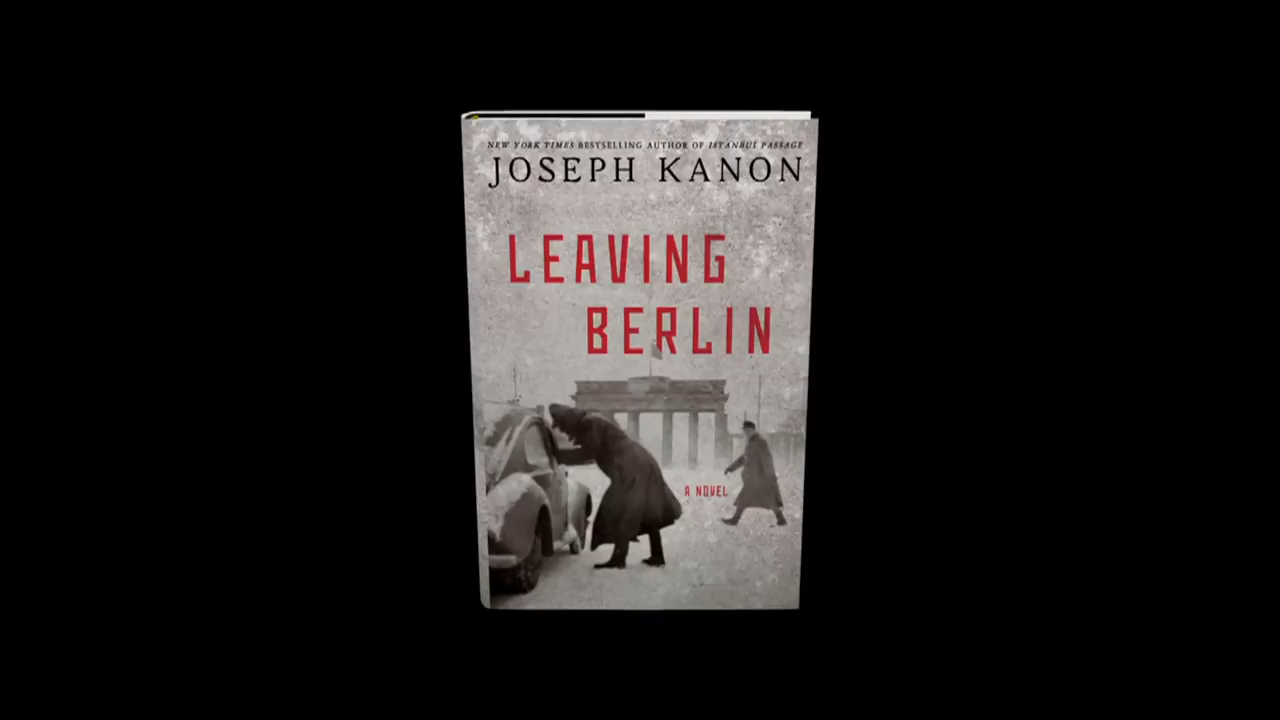 NEW YORK TIMES BESTSELLING AUTHOR OF ISTANBUL PASSAGE
JOSEPH KANON
LEAVING
BERLIN
A NOVEL